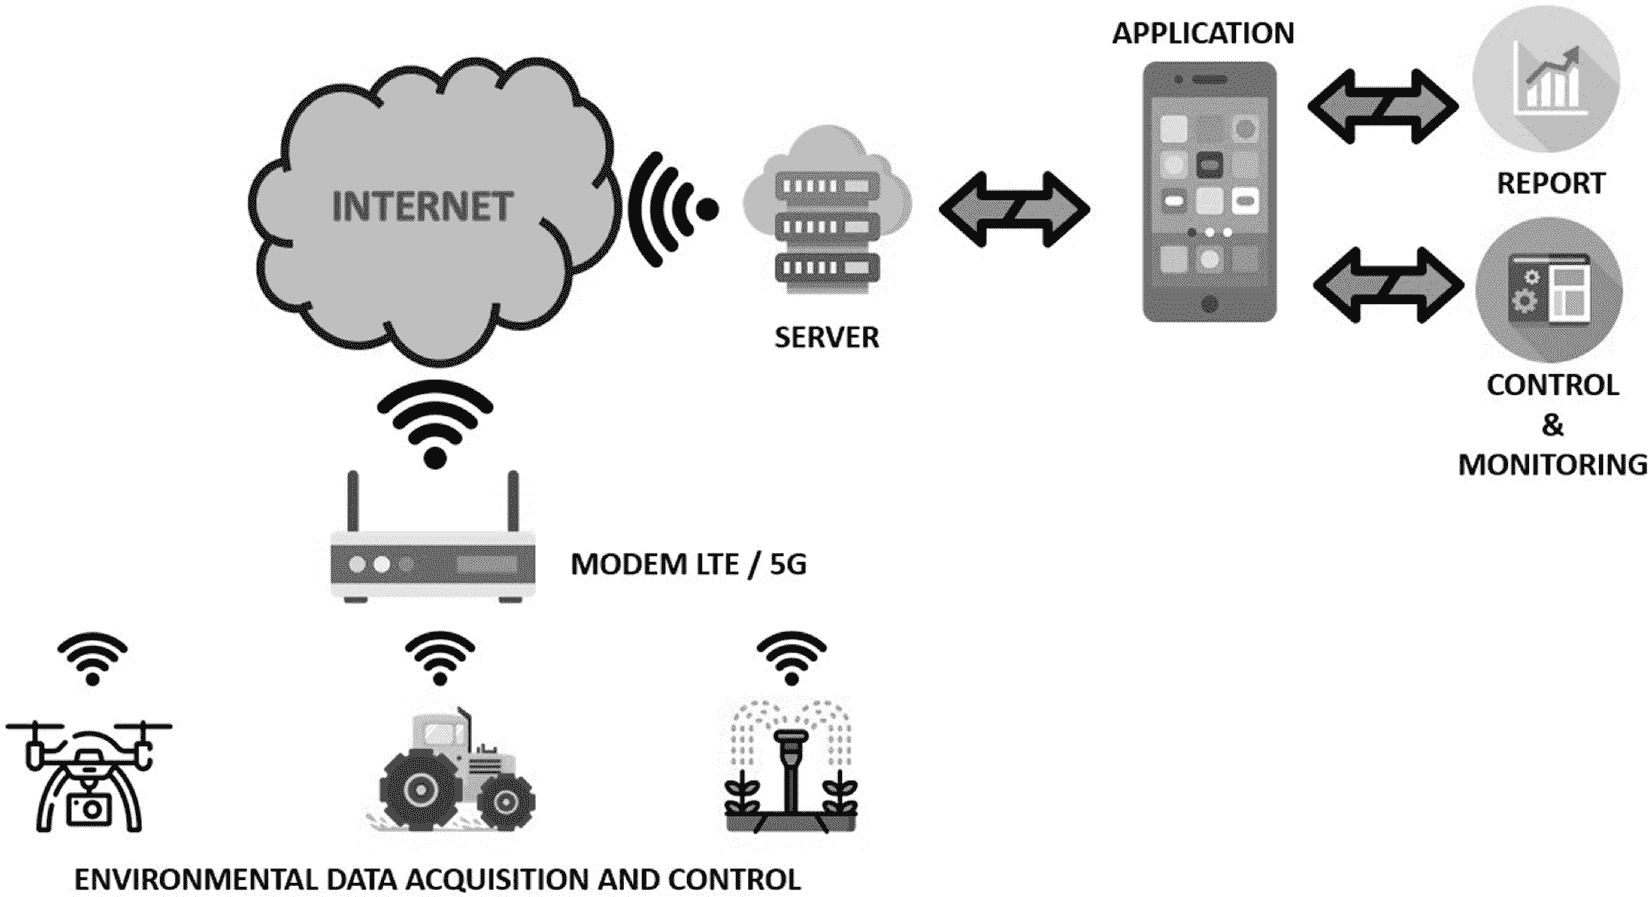 APPLICATION
INTERNET
REPORT
SERVER
CONTROL
&
MONITORING
MODEM LTE / 5G
ENVIRONMENTAL DATA ACQUISITION AND CONTROL